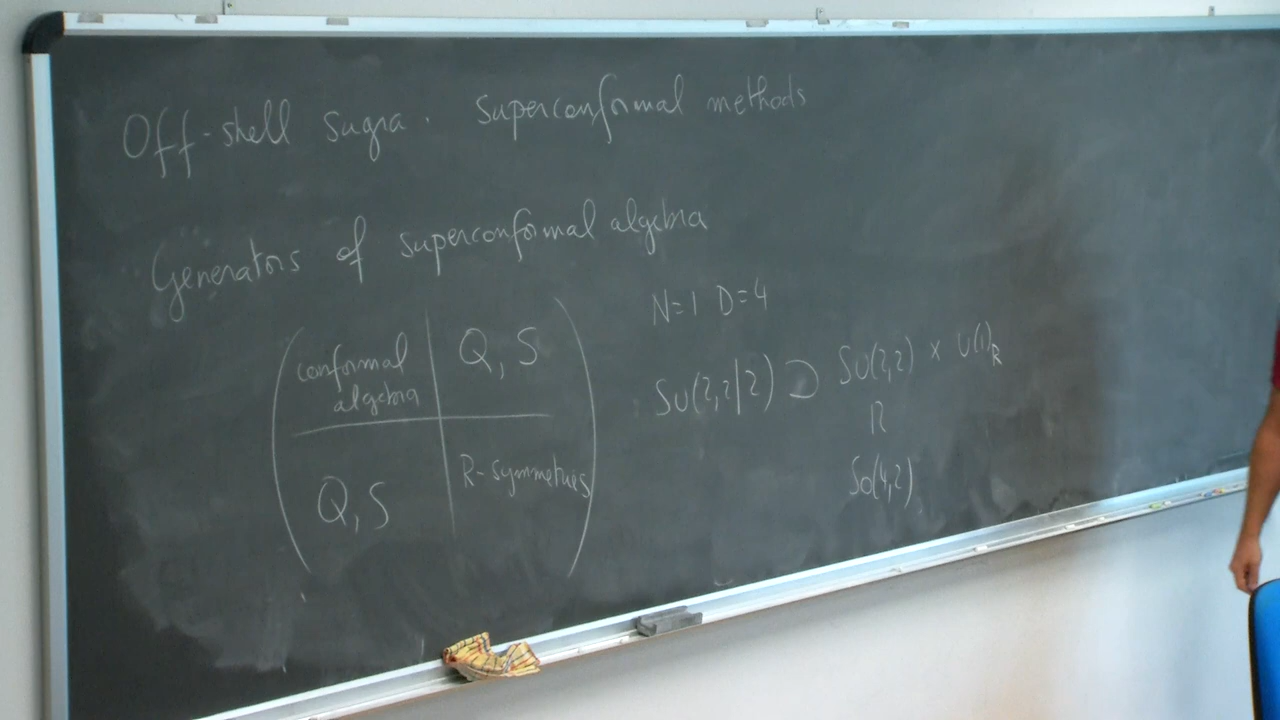 Off-shell Sugra. Superconformal methods
Generators of superconformal algebra
conformal algebra
Q, S
Q, S
R-symmetries
N=1 D=4
SU(2,2|2) ⊃ SU(2,2) × U(1)R
SO(4,2)